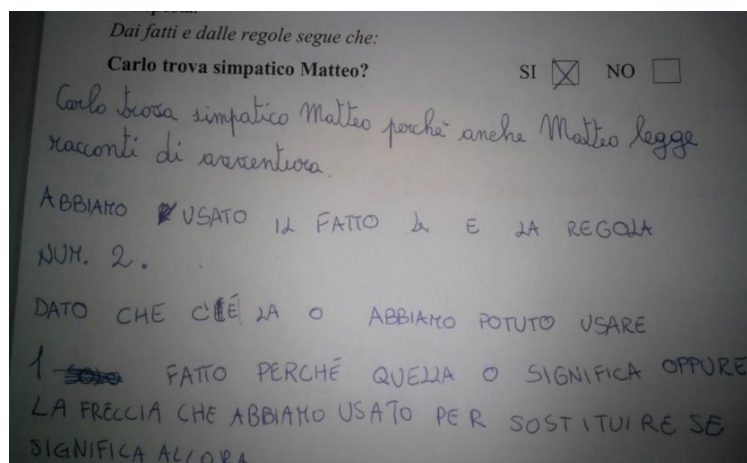 Dai fatti e dalle regole segue che:
Carlo trova simpatico Matteo? SI NO
Carlo trova simpatico Matteo perchè anche Matteo legge
racconti di avventura.
ABBIAMO USATO IL FATTO 4 E LA REGOLA
NUM. 2.
DATO CHE C'È LA O ABBIAMO POTUTO USARE
1 FATTO PERCHÉ QUELLA O SIGNIFICA OPPURE
LA FRECCIA CHE ABBIAMO USATO PER SOSTITUIRE SE
SIGNIFICA ALLORA